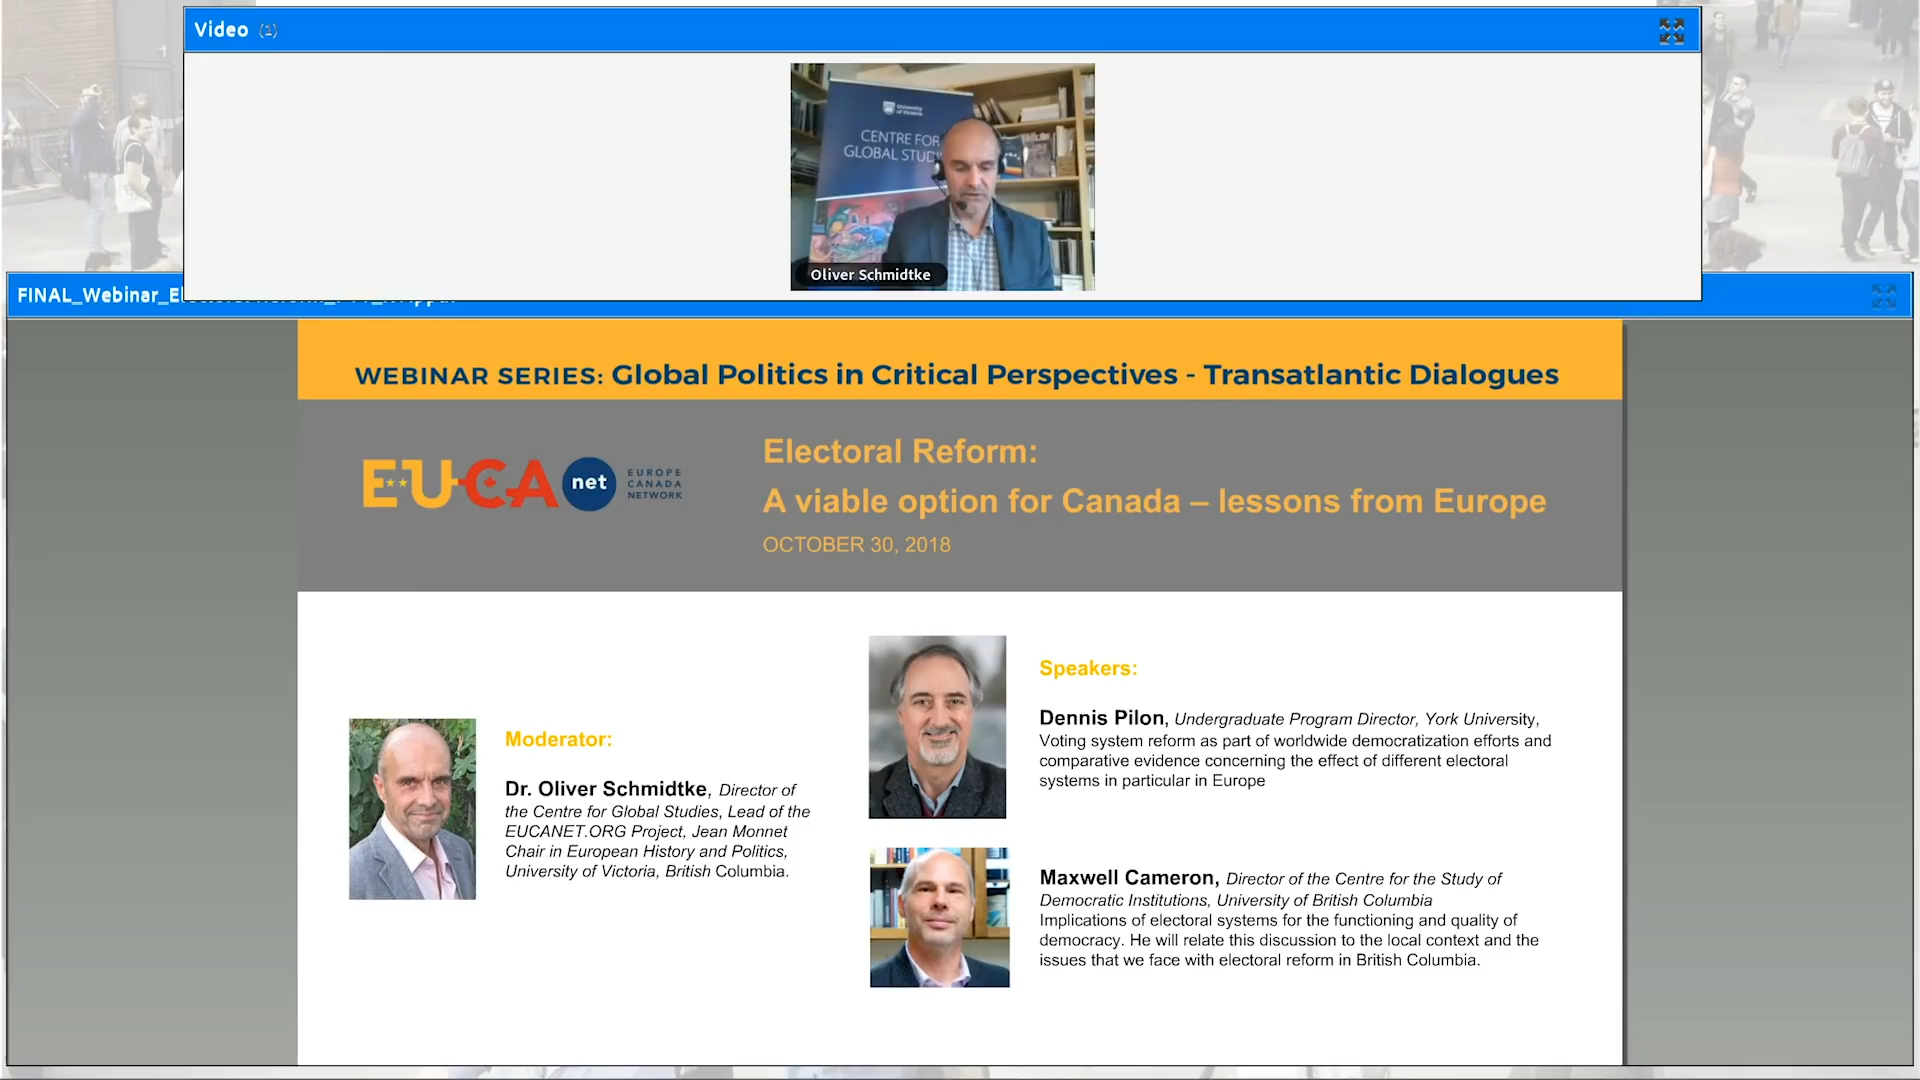 Video (1)
University
of Victoria
CENTRE FOR
GLOBAL
Oliver Schmidtke
WEBINAR SERIES: Global Politics in Critical Perspectives - Transatlantic Dialogues
EUCA net
EUROPE
CANADA
NETWORK
Electoral Reform:
A viable option for Canada – lessons from Europe
OCTOBER 30, 2018
Moderator:
Dr. Oliver Schmidtke, Director of
the Centre for Global Studies, Lead of the
EUCANET.ORG Project, Jean Monnet
Chair in European History and Politics,
University of Victoria, British Columbia.
Speakers:
Dennis Pilon, Undergraduate Program Director, York University,
Voting system reform as part of worldwide democratization efforts and
comparative evidence concerning the effect of different electoral
systems in particular in Europe
Maxwell Cameron, Director of the Centre for the Study of
Democratic Institutions, University of British Columbia
Implications of electoral systems for the functioning and quality of
democracy. He will relate this discussion to the local context and the
issues that we face with electoral reform in British Columbia.